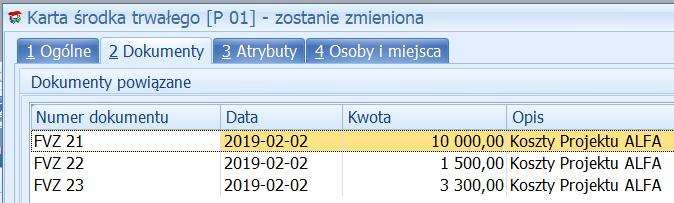 Karta środka trwałego [P 01] - zostanie zmieniona
1 Ogólne 2 Dokumenty 3 Atrybuty 4 Osoby i miejsca
Dokumenty powiązane
Numer dokumentu Data Kwota Opis
FVZ 21 2019-02-02 10 000,00 Koszty Projektu ALFA
FVZ 22 2019-02-02 1 500,00 Koszty Projektu ALFA
FVZ 23 2019-02-02 3 300,00 Koszty Projektu ALFA